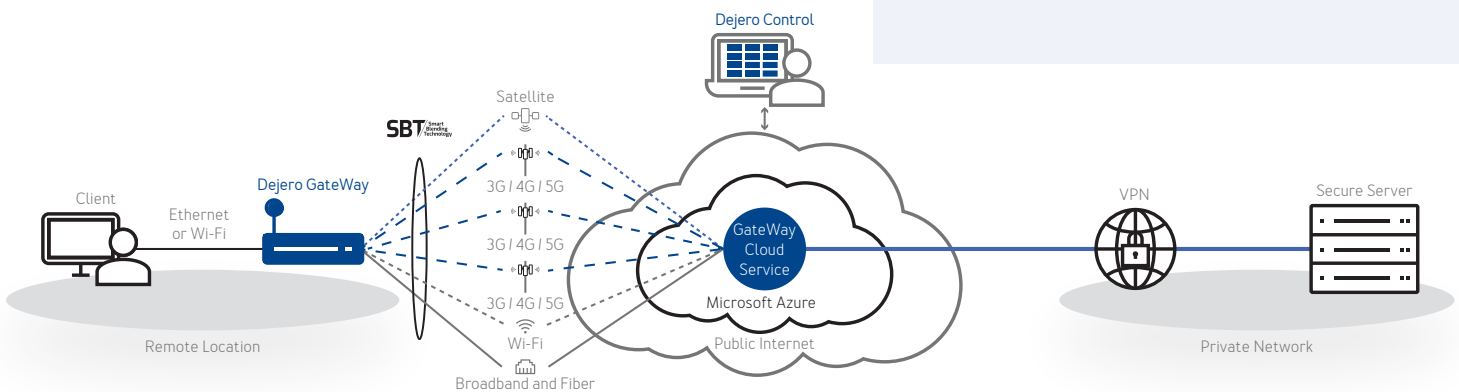 Dejero Control
Satellite
SBT Smart
Blending
Technology
3G / 4G / 5G
Dejero GateWay
Client
Ethernet
or Wi-Fi
3G / 4G / 5G
3G / 4G / 5G
Wi-Fi
Broadband and Fiber
Remote Location
GateWay
Cloud
Service
Microsoft Azure
Public Internet
VPN
Secure Server
Private Network